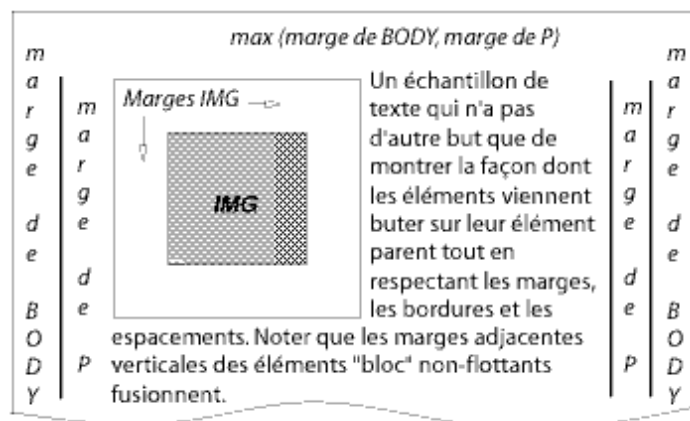 max (marge de BODY, marge de P)
marge de BODY
marge de P
Marges IMG
IMG
Un échantillon de
texte qui n'a pas
d'autre but que de
montrer la façon dont
les éléments viennent
buter sur leur élément
parent tout en
respectant les marges,
les bordures et les
espacements. Noter que les marges adjacentes
verticales des éléments "bloc" non-flottants
fusionnent.
marge de P
marge de BODY